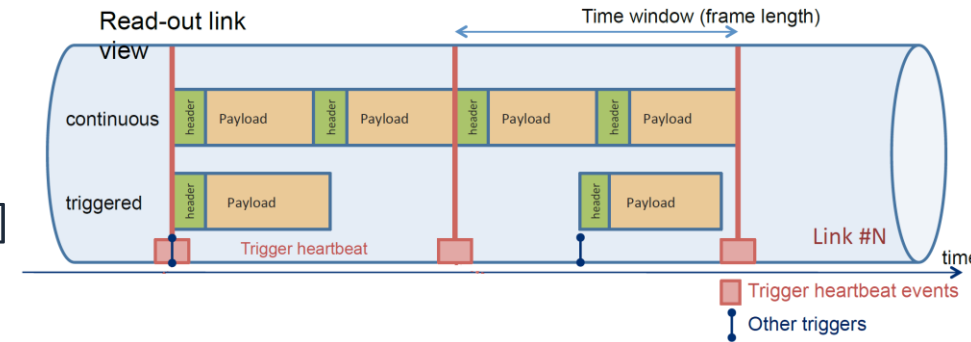 Read-out link
view
Time window (frame length)
continuous
header
Payload
header
Payload
header
Payload
header
Payload
triggered
header
Payload
header
Payload
Trigger heartbeat
Link #N
time
Trigger heartbeat events
Other triggers